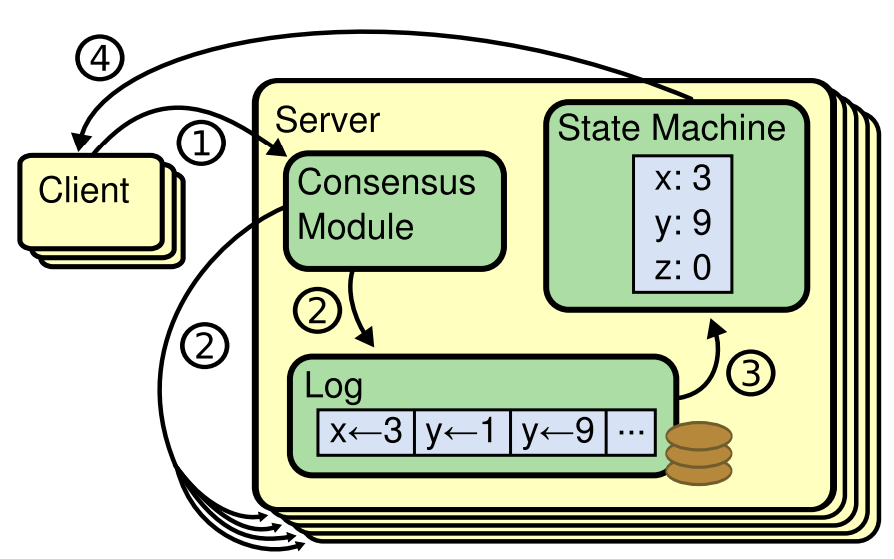 ④
①
Server
State Machine
Client
Consensus
Module
x: 3
y: 9
z: 0
②
②
③
Log
x←3 y←1 y←9 ...